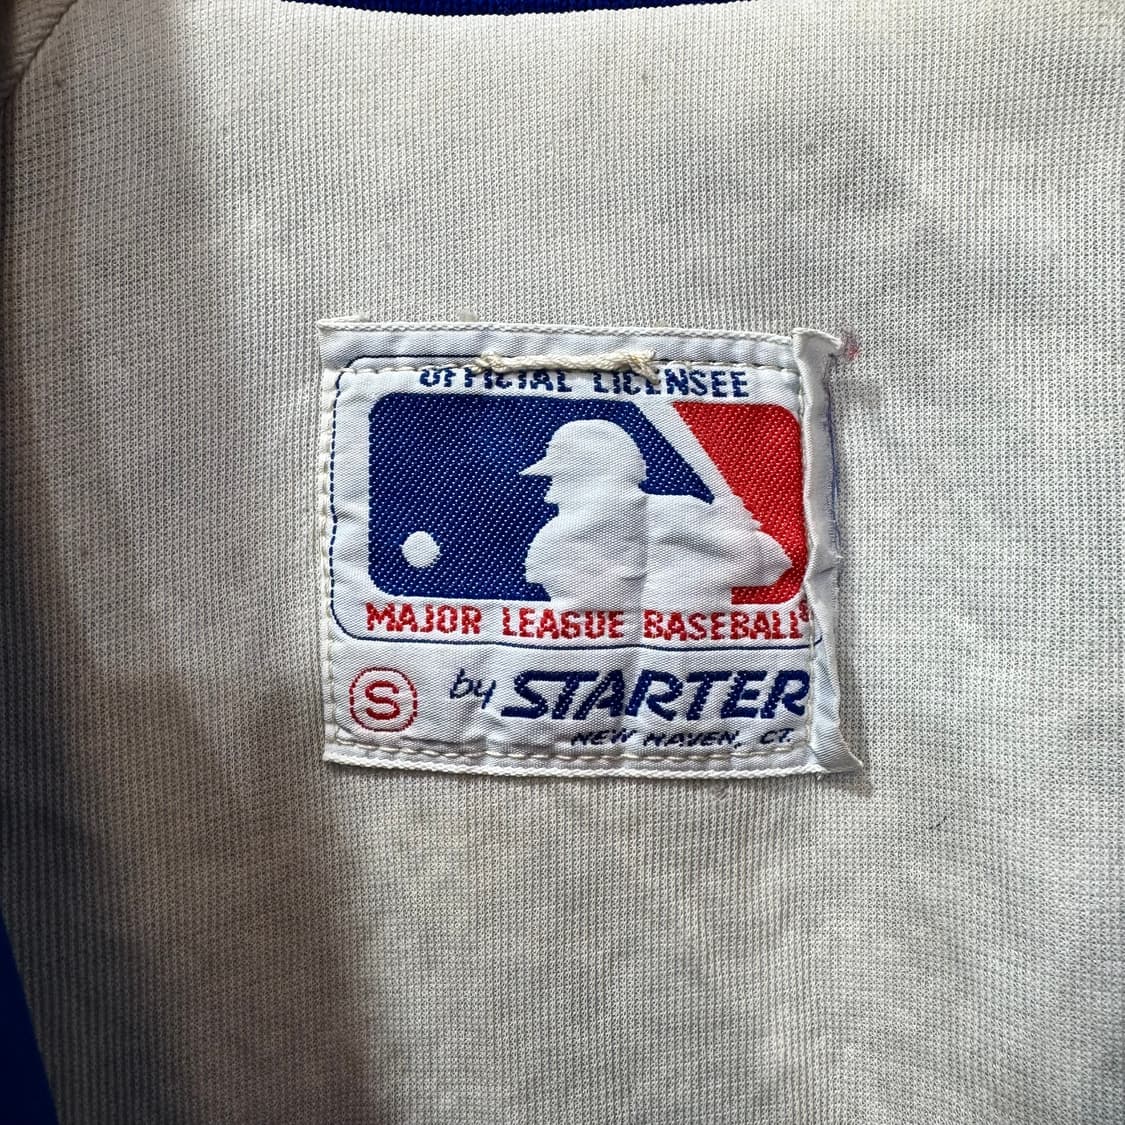 OFFICIAL LICENSEE
MAJOR LEAGUE BASEBALL®
S by STARTER
NEW HAVEN, CT.